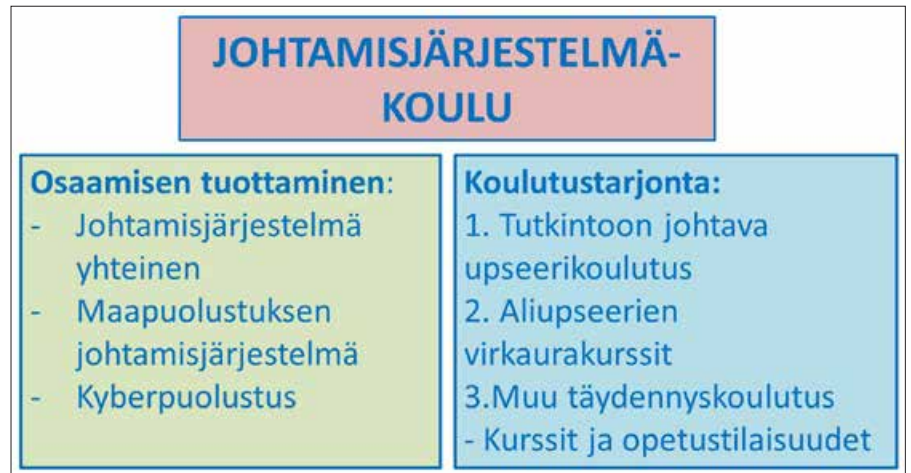 JOHTAMISJÄRJESTELMÄ-
KOULU
Osaamisen tuottaminen:
- Johtamisjärjestelmä
yhteinen
- Maapuolustuksen
johtamisjärjestelmä
- Kyberpuolustus
Koulutustarjonta:
1. Tutkintoon johtava
upseerikoulutus
2. Aliupseerien
virkaurakurssit
3.Muu täydennyskoulutus
- Kurssit ja opetustilaisuudet